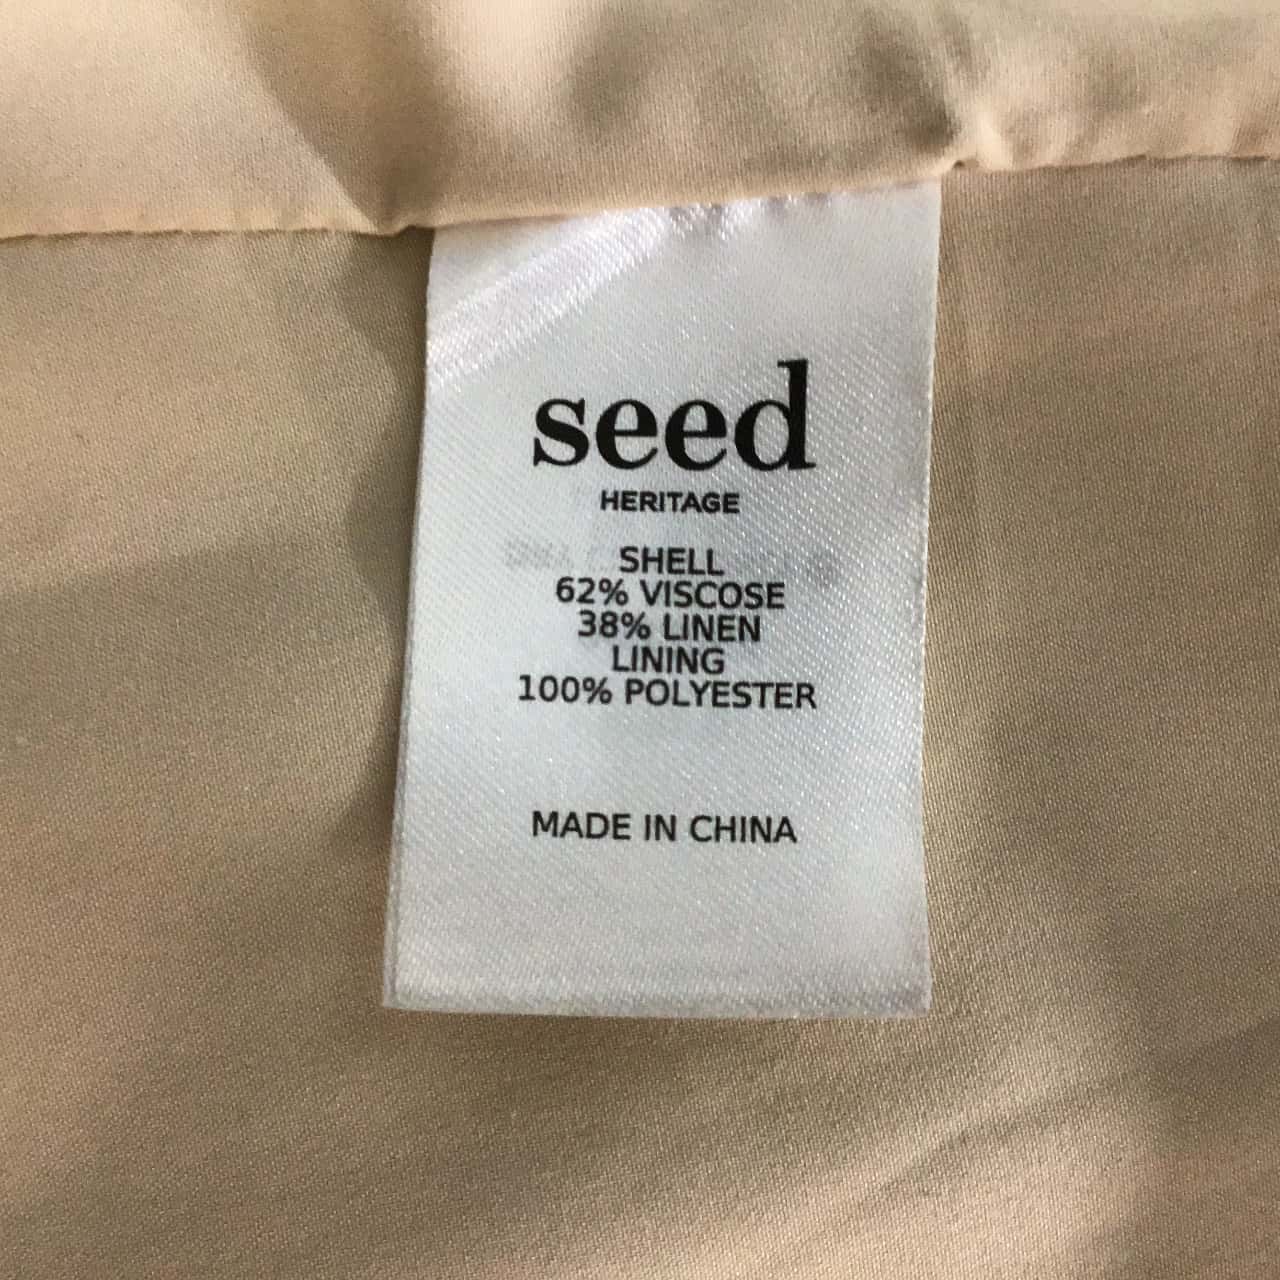 seed
HERITAGE
SHELL
62% VISCOSE
38% LINEN
LINING
100% POLYESTER
MADE IN CHINA